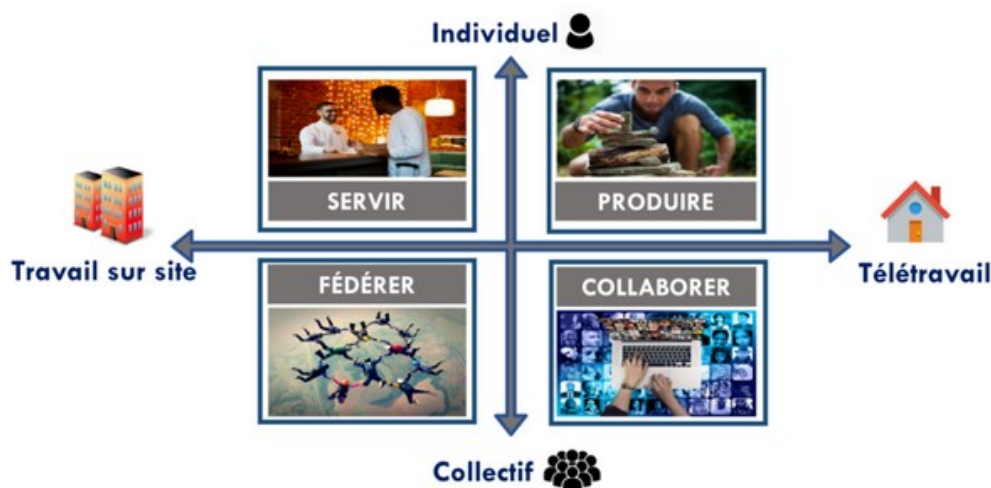 Individuel
SERVIR
PRODUIRE
Travail sur site
Télétravail
FÉDÉRER
COLLABORER
Collectif